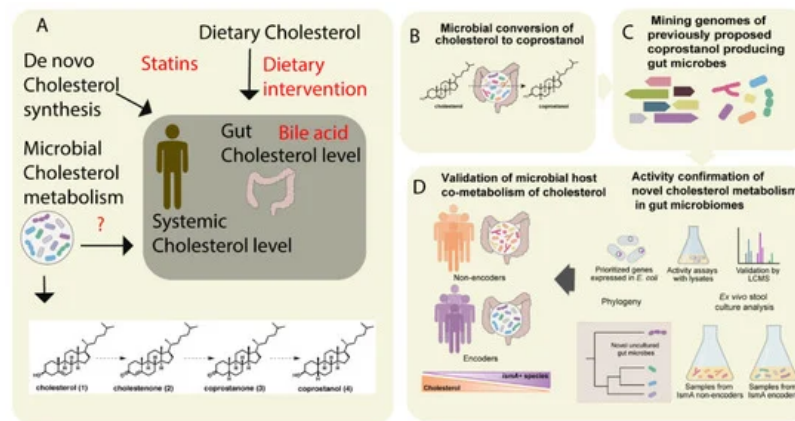 A
Dietary Cholesterol
De novo
Cholesterol
synthesis
Statins
Dietary
intervention
Gut
Bile acid
Cholesterol level
Microbial
Cholesterol
metabolism
?
Systemic
Cholesterol level
cholesterol (1)
cholestenone (2)
coprostanone (3)
coprostanol (4)
B
Microbial conversion of
cholesterol to coprostanol
cholesterol
coprostanol
C
Mining genomes of
previously proposed
coprostanol producing
gut microbes
D
Validation of microbial host
co-metabolism of cholesterol
Non-encoders
Encoders
ismA+ species
Cholesterol
Activity confirmation of
novel cholesterol metabolism
in gut microbiomes
Prioritized genes
expressed in E. coli
Activity assays
with lysates
Validation by
LCMS
Phylogeny
Ex vivo stool
culture analysis
Novel uncultured
gut microbes
Samples from
IsmA non-encoders
Samples from
IsmA encoders